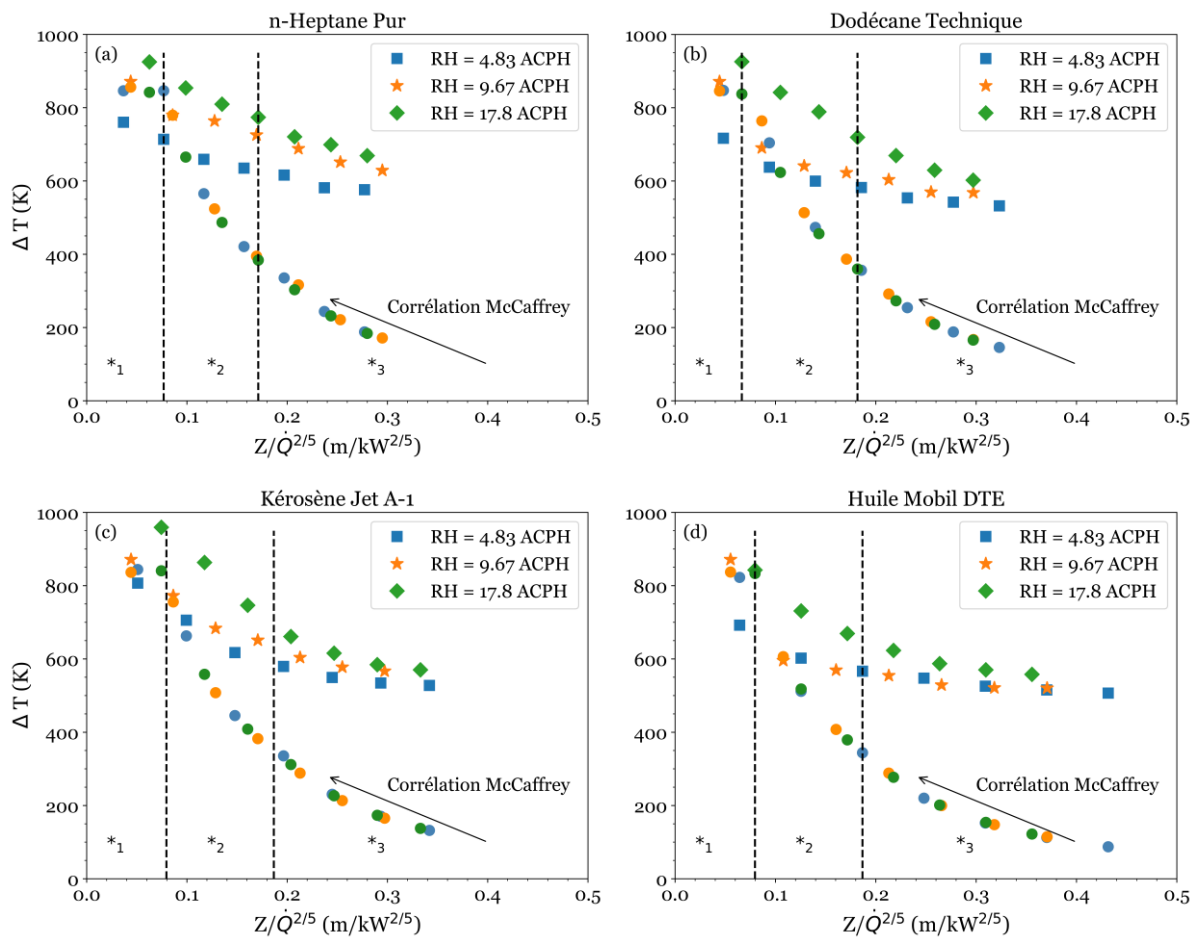 n-Heptane Pur
(a)
RH = 4.83 ACPH
RH = 9.67 ACPH
RH = 17.8 ACPH
Corrélation McCaffrey
*1
*2
*3
Δ T (K)
1000
800
600
400
200
0
0.0 0.1 0.2 0.3 0.4 0.5
Z/Q̇^2/5 (m/kW^2/5)
Dodécane Technique
(b)
RH = 4.83 ACPH
RH = 9.67 ACPH
RH = 17.8 ACPH
Corrélation McCaffrey
*1
*2
*3
1000
800
600
400
200
0
0.0 0.1 0.2 0.3 0.4 0.5
Z/Q̇^2/5 (m/kW^2/5)
Kérosène Jet A-1
(c)
RH = 4.83 ACPH
RH = 9.67 ACPH
RH = 17.8 ACPH
Corrélation McCaffrey
*1
*2
*3
Δ T (K)
1000
800
600
400
200
0
0.0 0.1 0.2 0.3 0.4 0.5
Z/Q̇^2/5 (m/kW^2/5)
Huile Mobil DTE
(d)
RH = 4.83 ACPH
RH = 9.67 ACPH
RH = 17.8 ACPH
Corrélation McCaffrey
*1
*2
*3
1000
800
600
400
200
0
0.0 0.1 0.2 0.3 0.4 0.5
Z/Q̇^2/5 (m/kW^2/5)